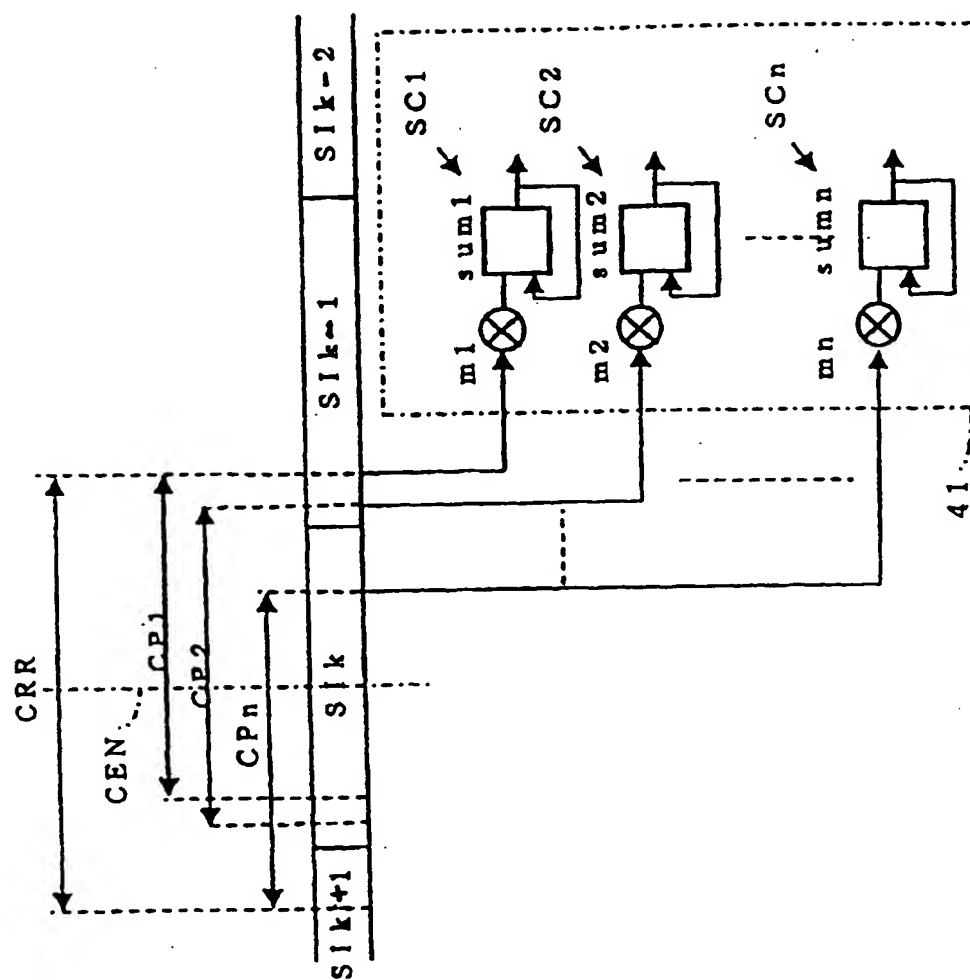 CRR
CEN
CP1
CP2
CPn
SIk+1
SIk
SIk-1
SIk-2
m1
sum1
SC1
m2
sum2
SC2
mn
sumn
SCn
41